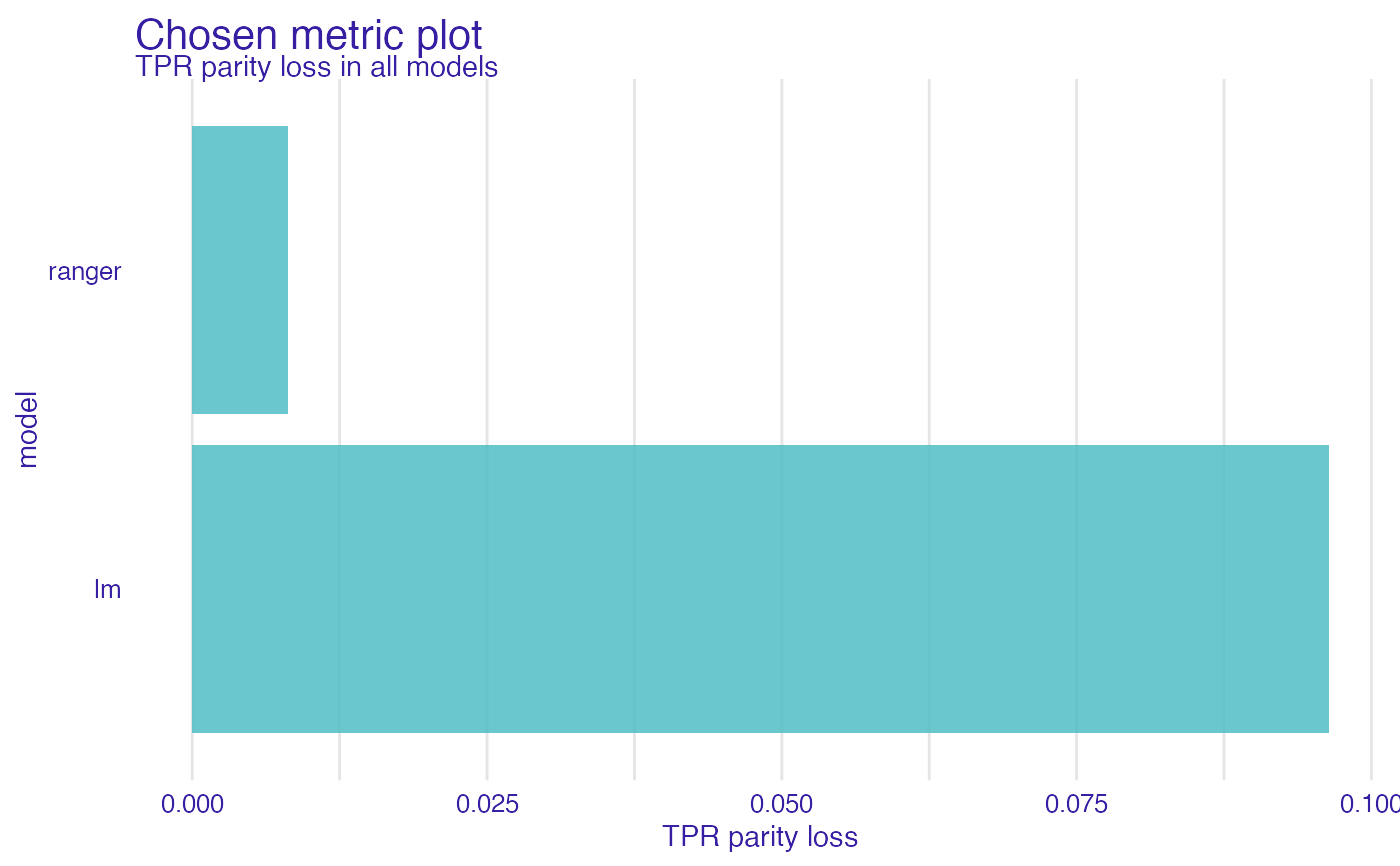 Chosen metric plot
TPR parity loss in all models
ranger
model
lm
0.000 0.025 0.050 0.075 0.100
TPR parity loss